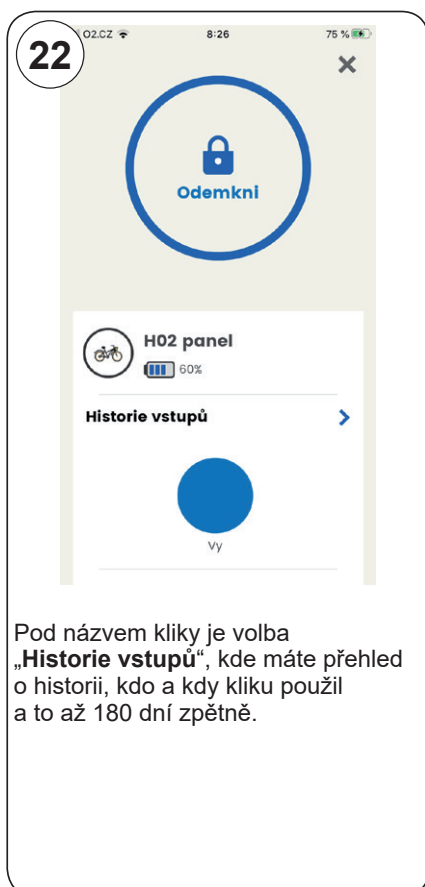 22
O2.CZ
8:26
75 %
Odemkni
H02 panel
60%
Historie vstupů
Vy
Pod názvem kliky je volba
„Historie vstupů“, kde máte přehled
o historii, kdo a kdy kliku použil
a to až 180 dní zpětně.